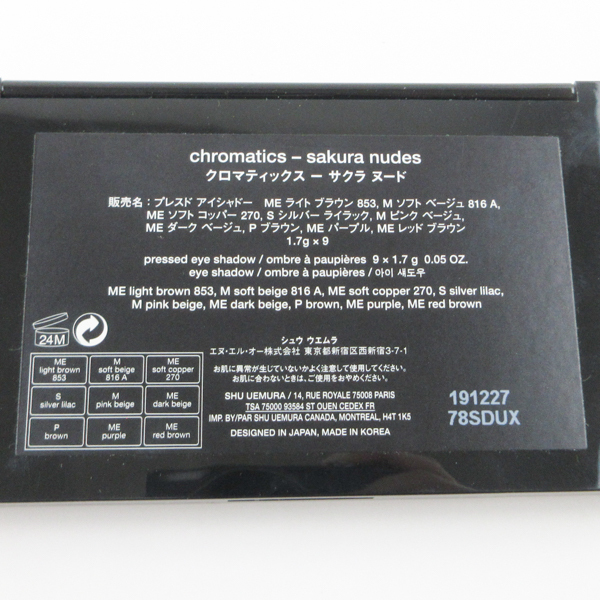 chromatics – sakura nudes
クロマティックス ー サクラ ヌード
販売名：プレスド アイシャドー ME ライト ブラウン 853, M ソフト ベージュ 816 A,
ME ソフト コッパー 270, S シルバー ライラック, M ピンク ベージュ,
ME ダーク ベージュ, P ブラウン, ME パープル, ME レッド ブラウン
1.7g × 9
pressed eye shadow / ombre à paupières 9 × 1.7 g 0.05 OZ.
eye shadow / ombre à paupières / 아이 섀도우
ME light brown 853, M soft beige 816 A, ME soft copper 270, S silver lilac,
M pink beige, ME dark beige, P brown, ME purple, ME red brown
24M
ME
light brown
853
M
soft beige
816 A
ME
soft copper
270
S
silver lilac
M
pink beige
ME
dark beige
P
brown
ME
purple
ME
red brown
シュウ ウエムラ
エヌ･エル･オー株式会社 東京都新宿区西新宿3-7-1
お肌に異常が生じていないかよく注意して使用してください。
お肌に合わないときは、ご使用をおやめください。
SHU UEMURA / 14, RUE ROYALE 75008 PARIS
TSA 75000 93584 ST OUEN CEDEX FR
IMP. BY/PAR SHU UEMURA CANADA, MONTREAL, H4T 1K5
DESIGNED IN JAPAN, MADE IN KOREA
191227
78SDUX